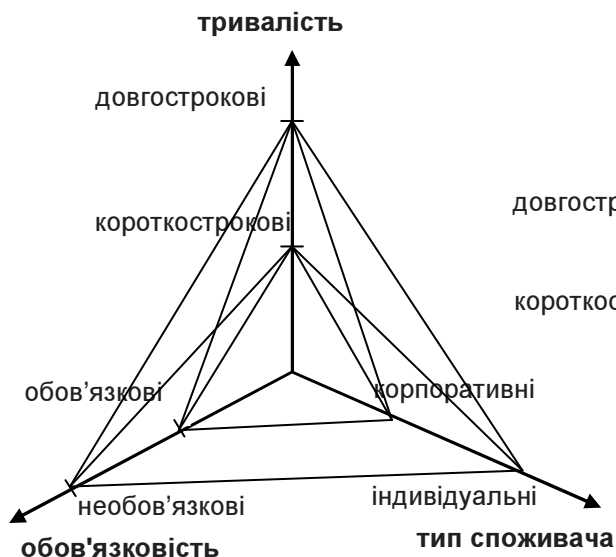 тривалість
довгострокові
короткострокові
обов’язкові
корпоративні
необов’язкові
індивідуальні
обов'язковість
тип споживача